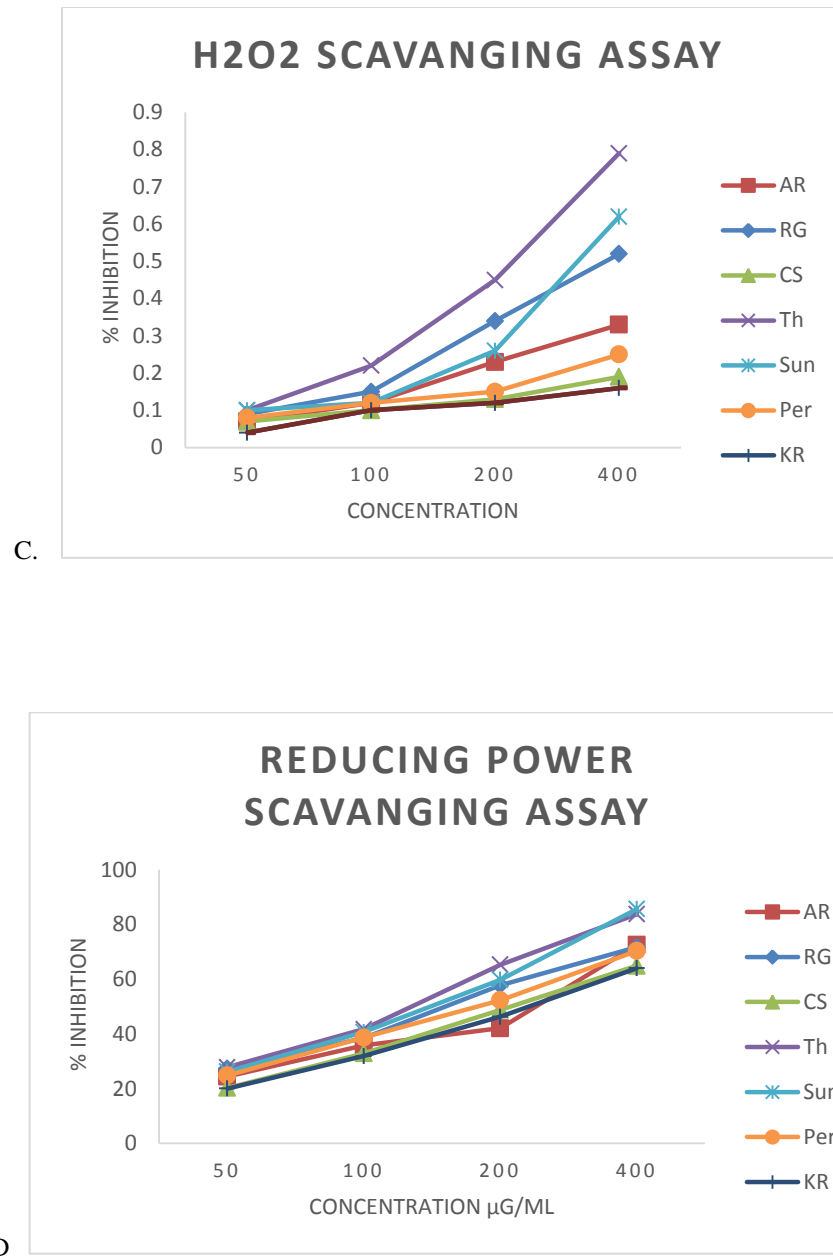 H2O2 SCAVANGING ASSAY
0.9
0.8
0.7
0.6
0.5
0.4
0.3
0.2
0.1
0
% INHIBITION
50 100 200 400
CONCENTRATION
AR
RG
CS
Th
Sun
Per
KR
C.
REDUCING POWER
SCAVANGING ASSAY
100
80
60
40
20
0
% INHIBITION
50 100 200 400
CONCENTRATION µG/ML
AR
RG
CS
Th
Sun
Per
KR
D